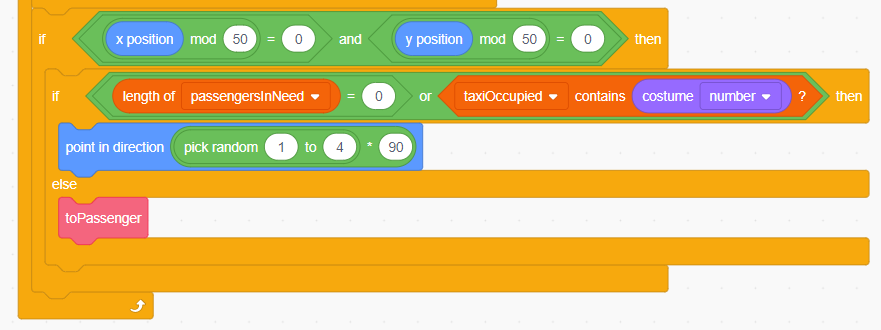 if x position mod 50 = 0 and y position mod 50 = 0 then
if length of passengersInNeed = 0 or taxiOccupied contains costume number ? then
point in direction pick random 1 to 4 * 90
else
toPassenger